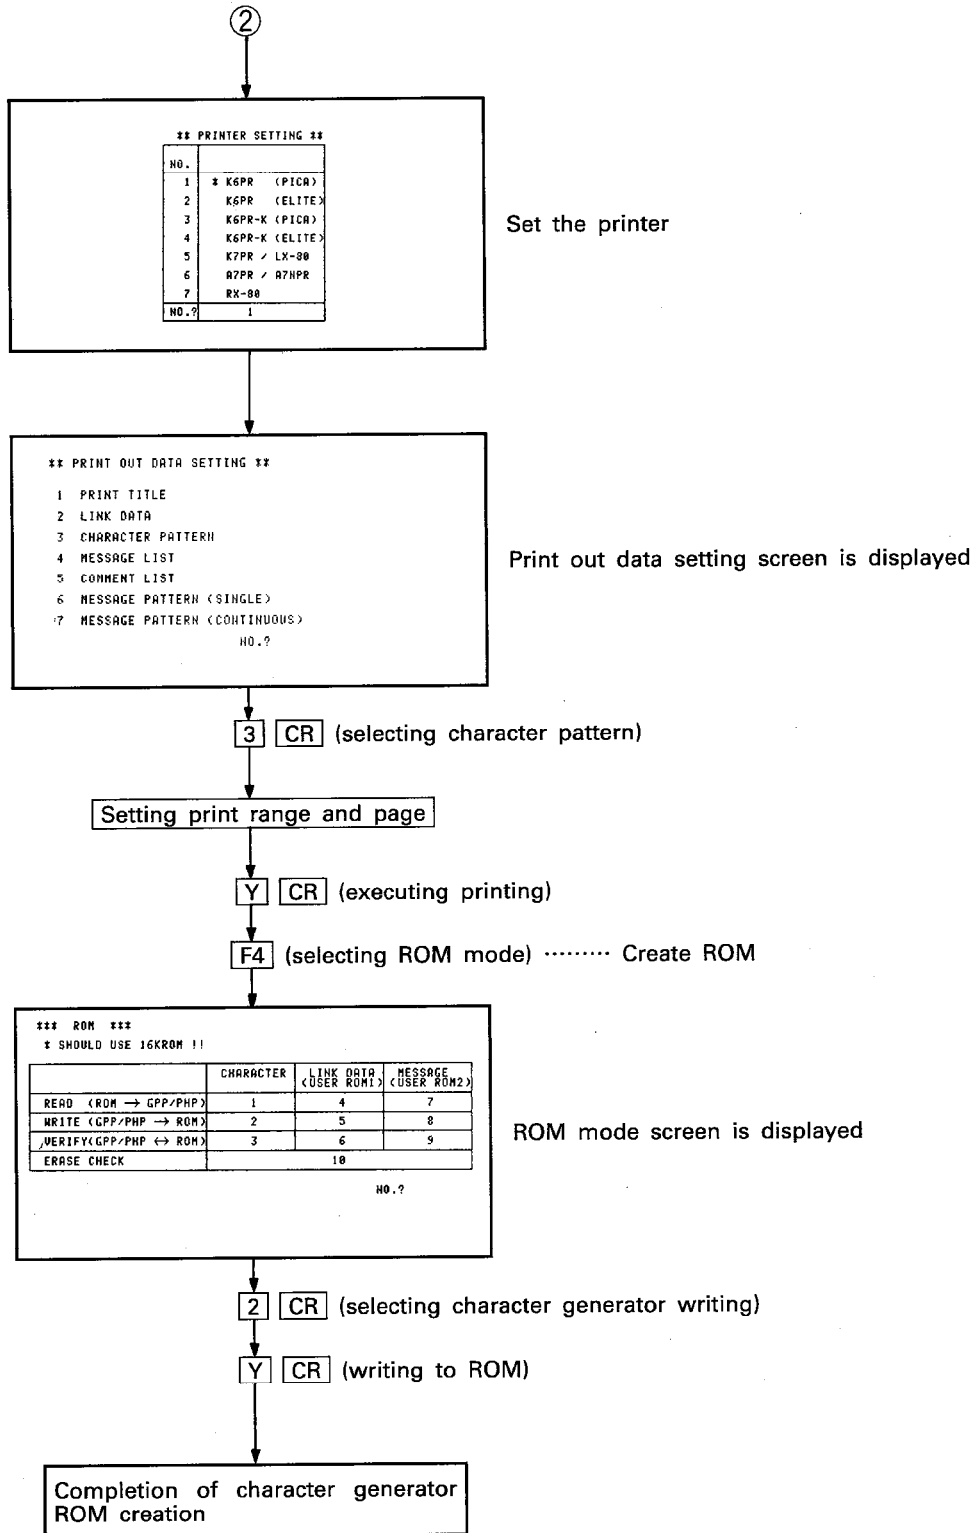 2
** PRINTER SETTING **
NO.
1 * K6PR (PICA)
2 K6PR (ELITE)
3 K6PR-K (PICA)
4 K6PR-K (ELITE)
5 K7PR / LX-80
6 A7PR / A7NPR
7 RX-80
NO.? 1
Set the printer
** PRINT OUT DATA SETTING **
1 PRINT TITLE
2 LINK DATA
3 CHARACTER PATTERN
4 MESSAGE LIST
5 COMMENT LIST
6 MESSAGE PATTERN (SINGLE)
7 MESSAGE PATTERN (CONTINUOUS)
NO.?
Print out data setting screen is displayed
3 CR (selecting character pattern)
Setting print range and page
Y CR (executing printing)
F4 (selecting ROM mode) ········· Create ROM
*** ROM ***
* SHOULD USE 16KROM !!
CHARACTER LINK DATA (USER ROM1) MESSAGE (USER ROM2)
READ (ROM → GPP/PHP) 1 4 7
WRITE (GPP/PHP → ROM) 2 5 8
VERIFY(GPP/PHP ↔ ROM) 3 6 9
ERASE CHECK 10
NO.?
ROM mode screen is displayed
2 CR (selecting character generator writing)
Y CR (writing to ROM)
Completion of character generator
ROM creation